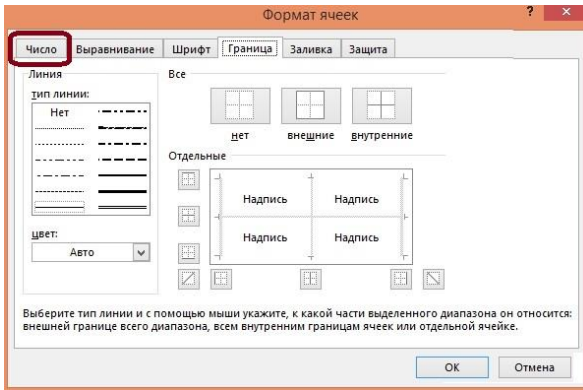 Формат ячеек
? ×
Число Выравнивание Шрифт Граница Заливка Защита
Линия
тип линии:
Нет
цвет:
Авто
Все
нет внешние внутренние
Отдельные
Надпись Надпись
Надпись Надпись
Выберите тип линии и с помощью мыши укажите, к какой части выделенного диапазона он относится:
внешней границе всего диапазона, всем внутренним границам ячеек или отдельной ячейке.
ОК Отмена